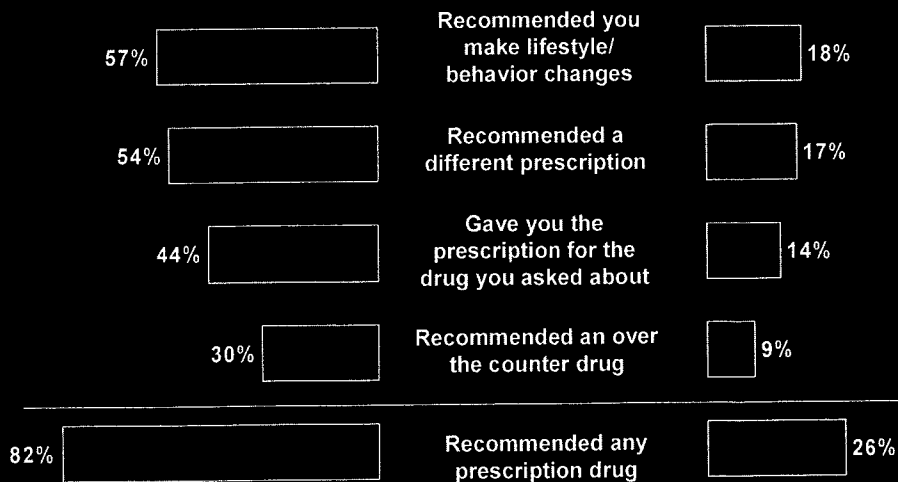 Recommended you
make lifestyle/
behavior changes
57%
18%
Recommended a
different prescription
54%
17%
Gave you the
prescription for the
drug you asked about
44%
14%
Recommended an over
the counter drug
30%
9%
Recommended any
prescription drug
82%
26%